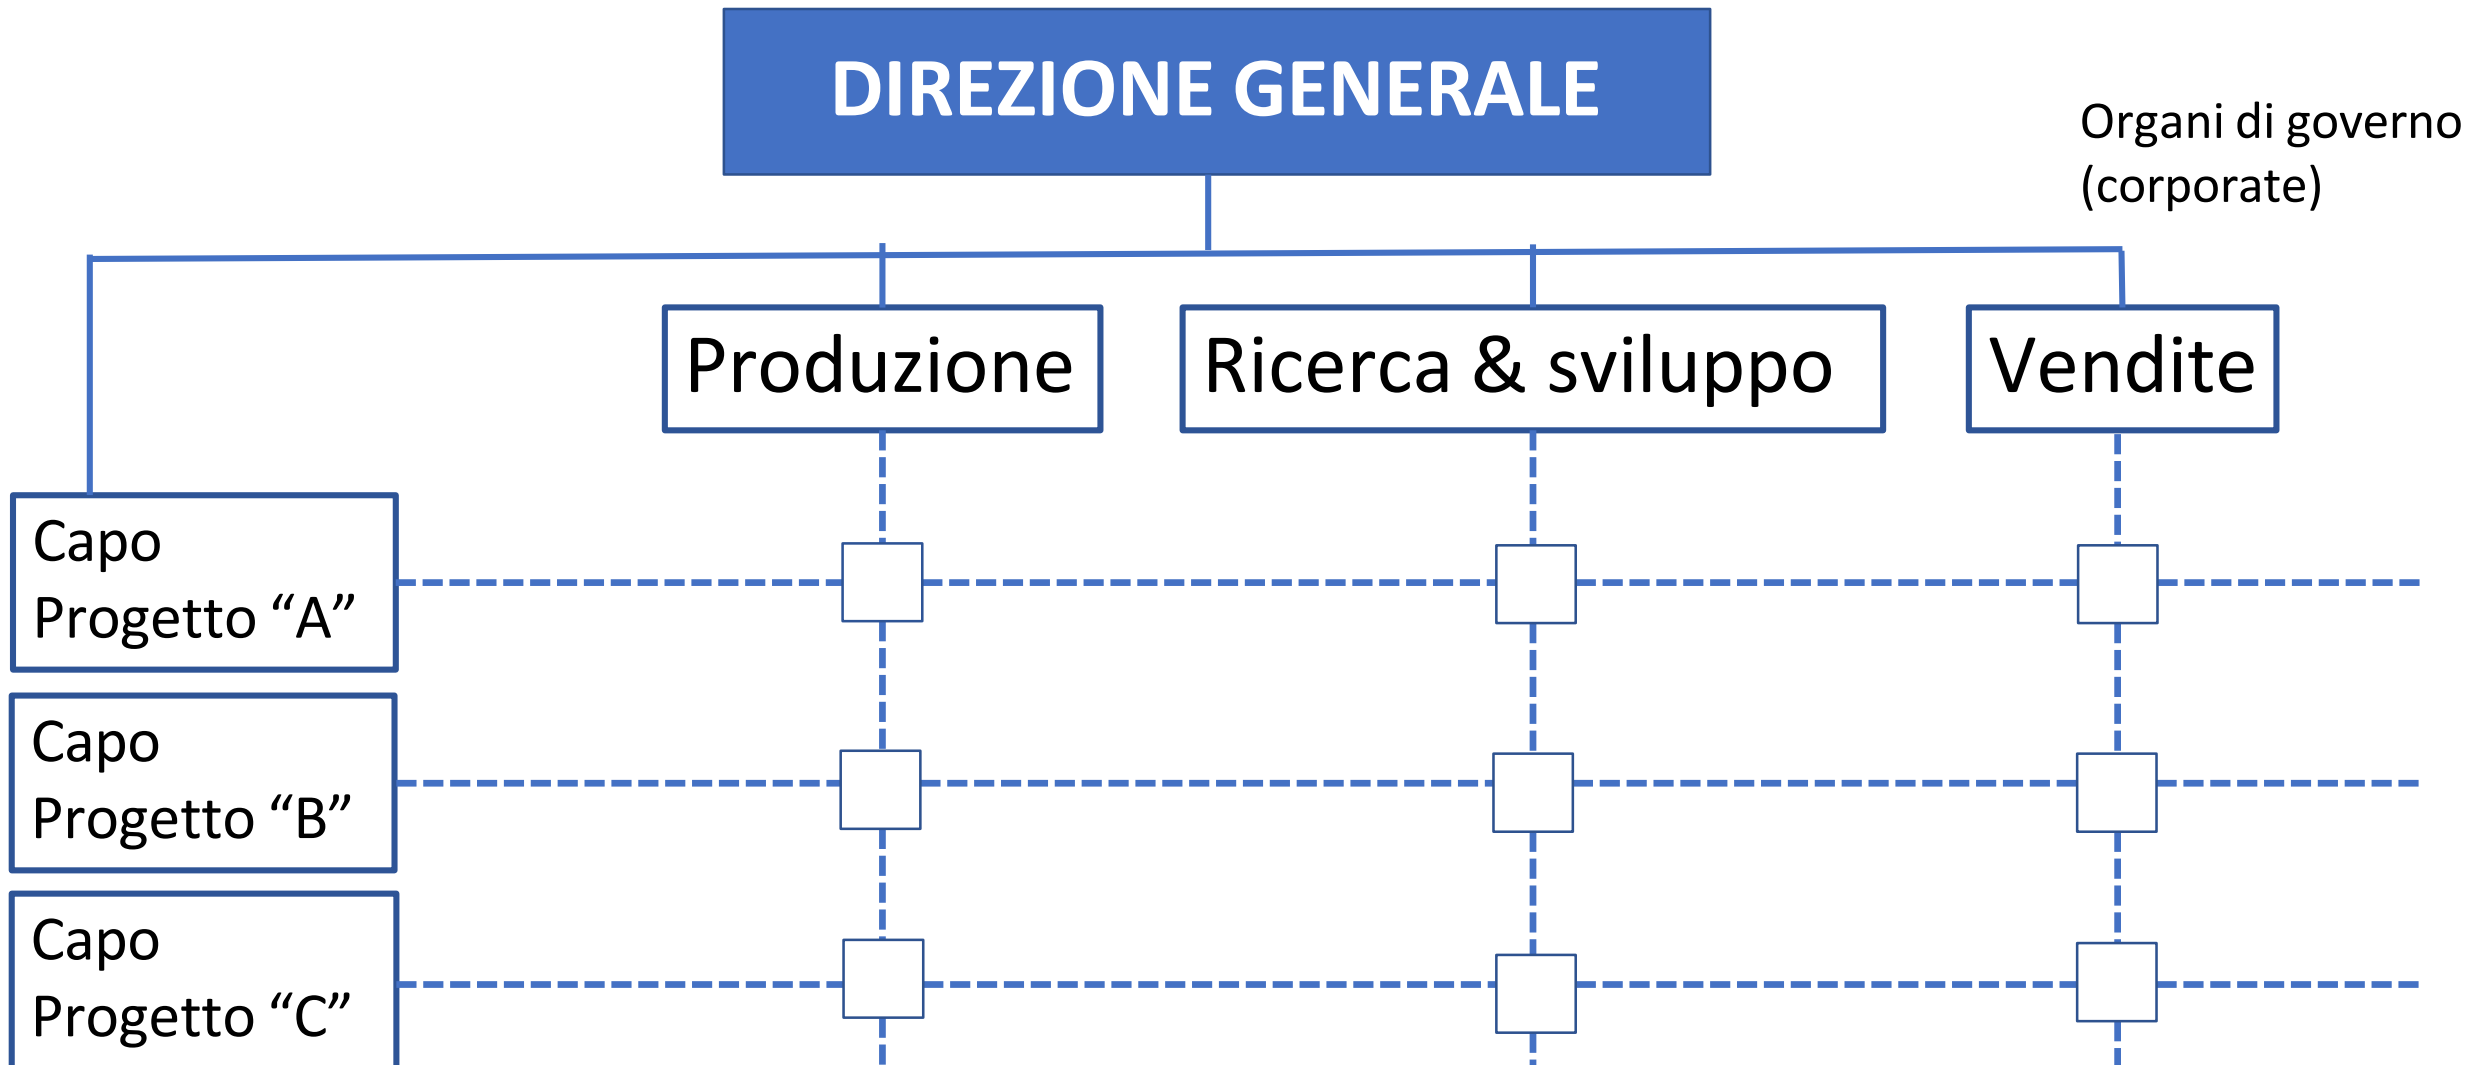 DIREZIONE GENERALE
Organi di governo
(corporate)
Produzione
Ricerca & sviluppo
Vendite
Capo
Progetto “A”
Capo
Progetto “B”
Capo
Progetto “C”